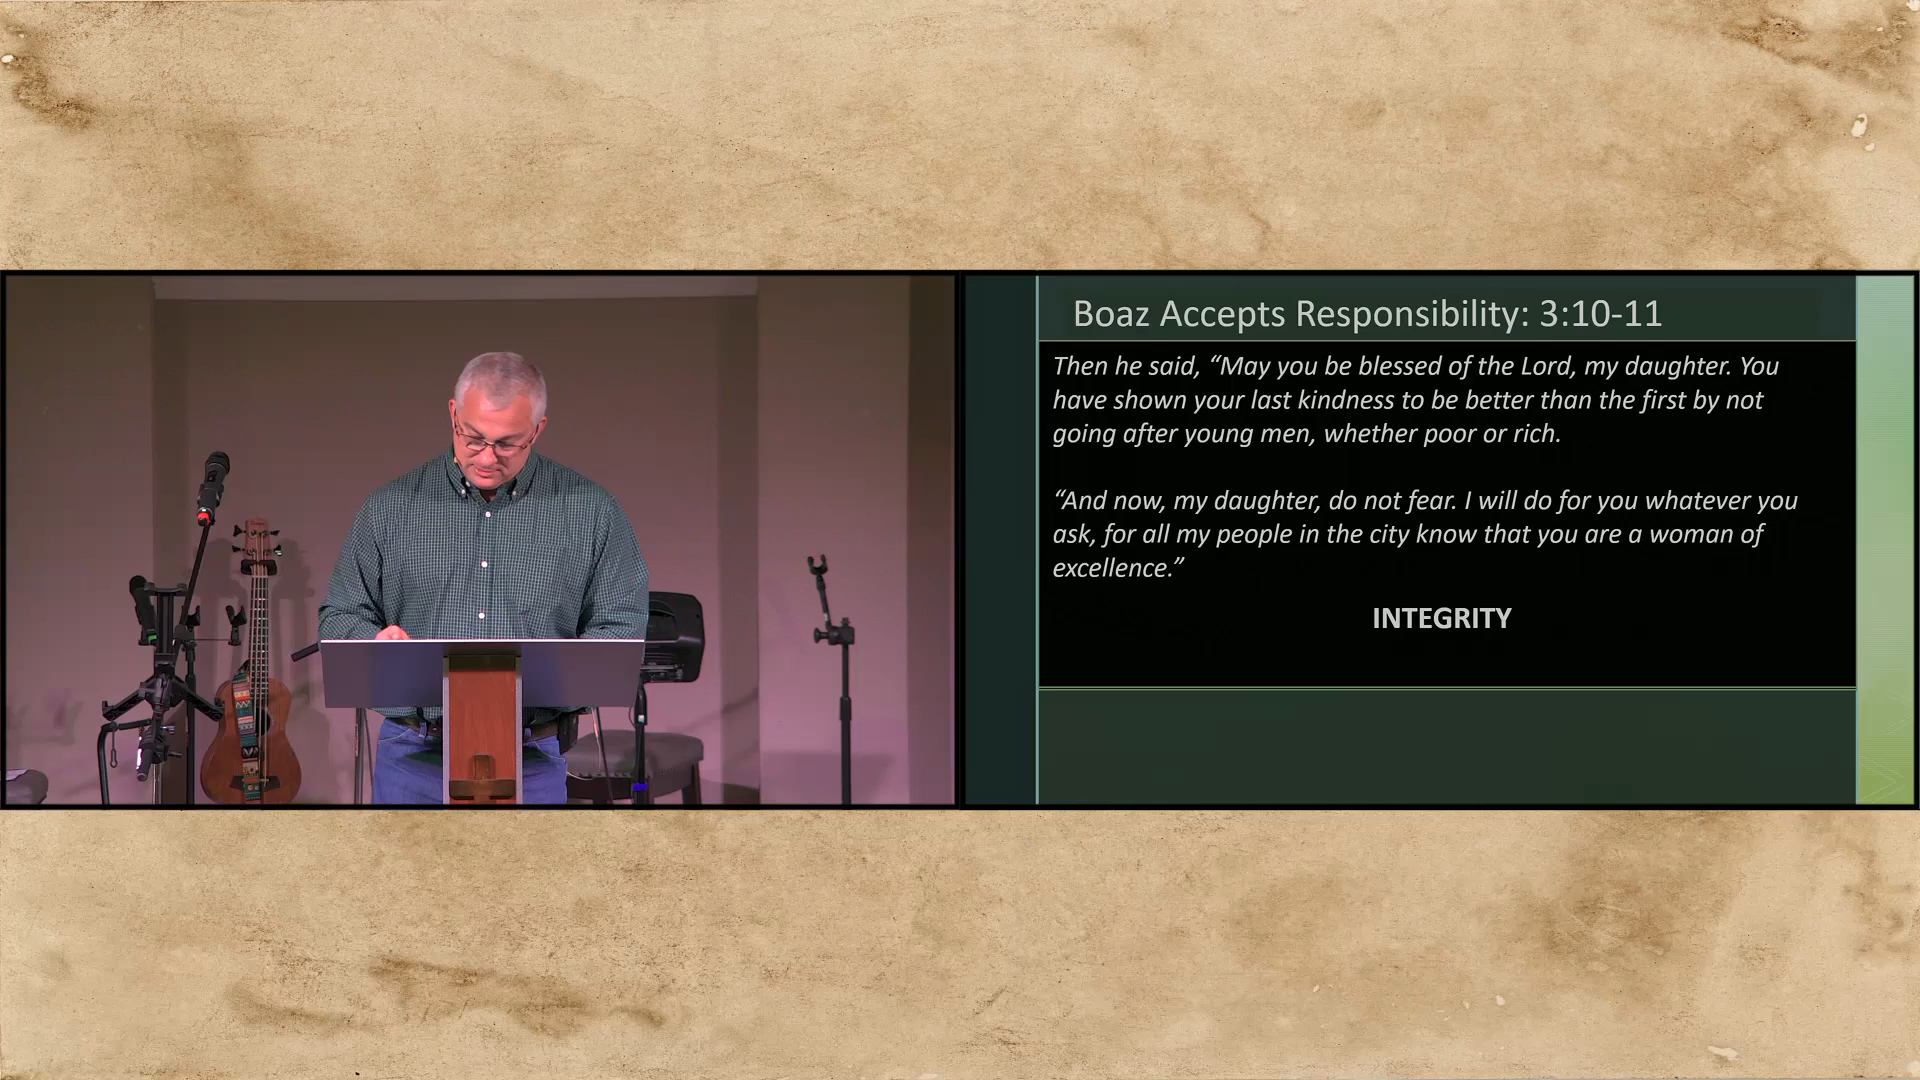 Boaz Accepts Responsibility: 3:10-11
Then he said, “May you be blessed of the Lord, my daughter. You
have shown your last kindness to be better than the first by not
going after young men, whether poor or rich.
“And now, my daughter, do not fear. I will do for you whatever you
ask, for all my people in the city know that you are a woman of
excellence.”
INTEGRITY